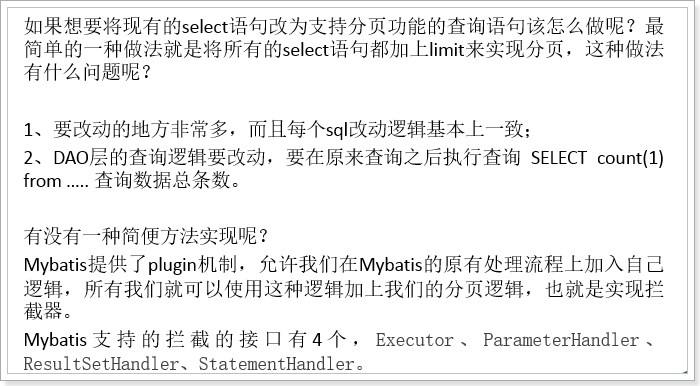 如果想要将现有的select语句改为支持分页功能的查询语句该怎么做呢？最
简单的一种做法就是将所有的select语句都加上limit来实现分页，这种做法
有什么问题呢？
1、要改动的地方非常多，而且每个sql改动逻辑基本上一致；
2、DAO层的查询逻辑要改动，要在原来查询之后执行查询 SELECT count(1)
from ….. 查询数据总条数。
有没有一种简便方法实现呢？
Mybatis提供了plugin机制，允许我们在Mybatis的原有处理流程上加入自己
逻辑，所有我们就可以使用这种逻辑加上我们的分页逻辑，也就是实现拦
截器。
Mybatis支持的拦截的接口有4个，Executor、ParameterHandler、
ResultSetHandler、StatementHandler。